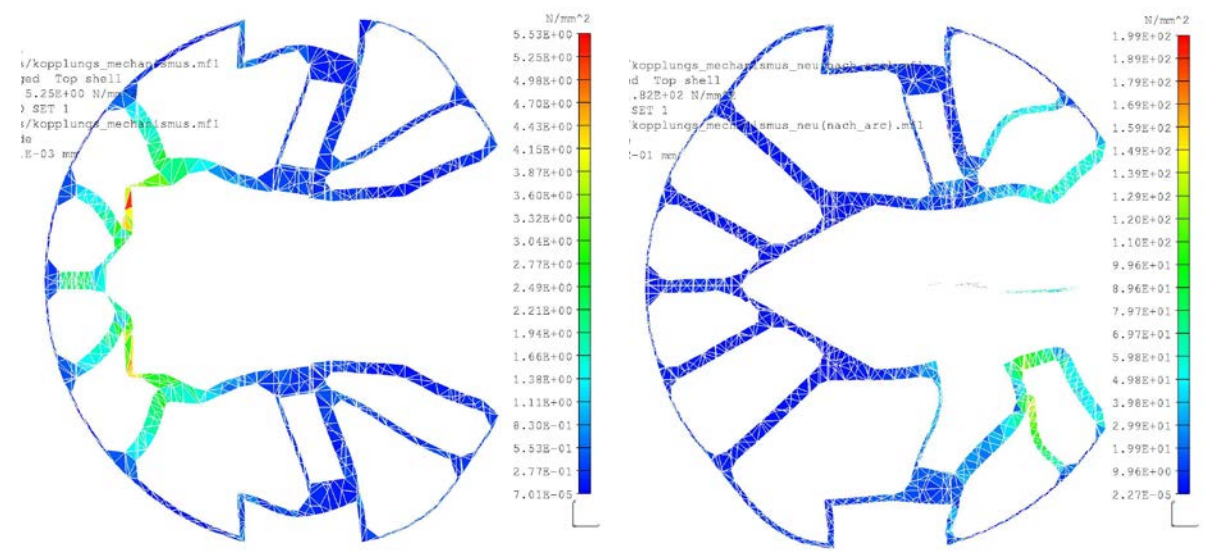 N/mm^2
5.53E+00
5.25E+00
4.98E+00
4.70E+00
4.43E+00
4.15E+00
3.87E+00
3.60E+00
3.32E+00
3.04E+00
2.77E+00
2.49E+00
2.21E+00
1.94E+00
1.66E+00
1.38E+00
1.11E+00
8.30E-01
5.53E-01
2.77E-01
7.01E-05
s/kopplungs_mechanismus.mf1
ged Top shell
5.25E+00 N/mm
SET 1
s/kopplungs_mechanismus.mf1
de
E-03 mm
N/mm^2
1.99E+02
1.89E+02
1.79E+02
1.69E+02
1.59E+02
1.49E+02
1.39E+02
1.29E+02
1.20E+02
1.10E+02
9.96E+01
8.96E+01
7.97E+01
6.97E+01
5.98E+01
4.98E+01
3.98E+01
2.99E+01
1.99E+01
9.96E+00
2.27E-05
kopplungs_mechanismus_neu(nach_arc).mf1
Top shell
.82E+02 N/mm
SET 1
kopplungs_mechanismus_neu(nach_arc).mf1
E-01 mm